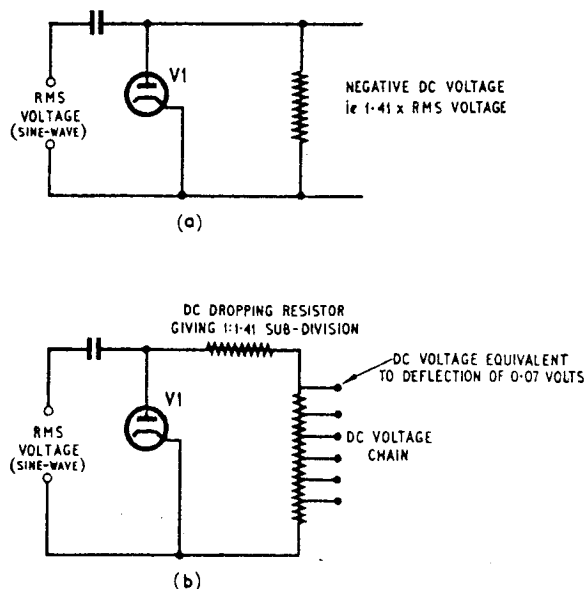 V1
RMS
VOLTAGE
(SINE-WAVE)
NEGATIVE DC VOLTAGE
ie 1·41 x RMS VOLTAGE
(a)
DC DROPPING RESISTOR
GIVING 1:1·41 SUB-DIVISION
DC VOLTAGE EQUIVALENT
TO DEFLECTION OF 0·07 VOLTS
V1
RMS
VOLTAGE
(SINE-WAVE)
DC VOLTAGE
CHAIN
(b)